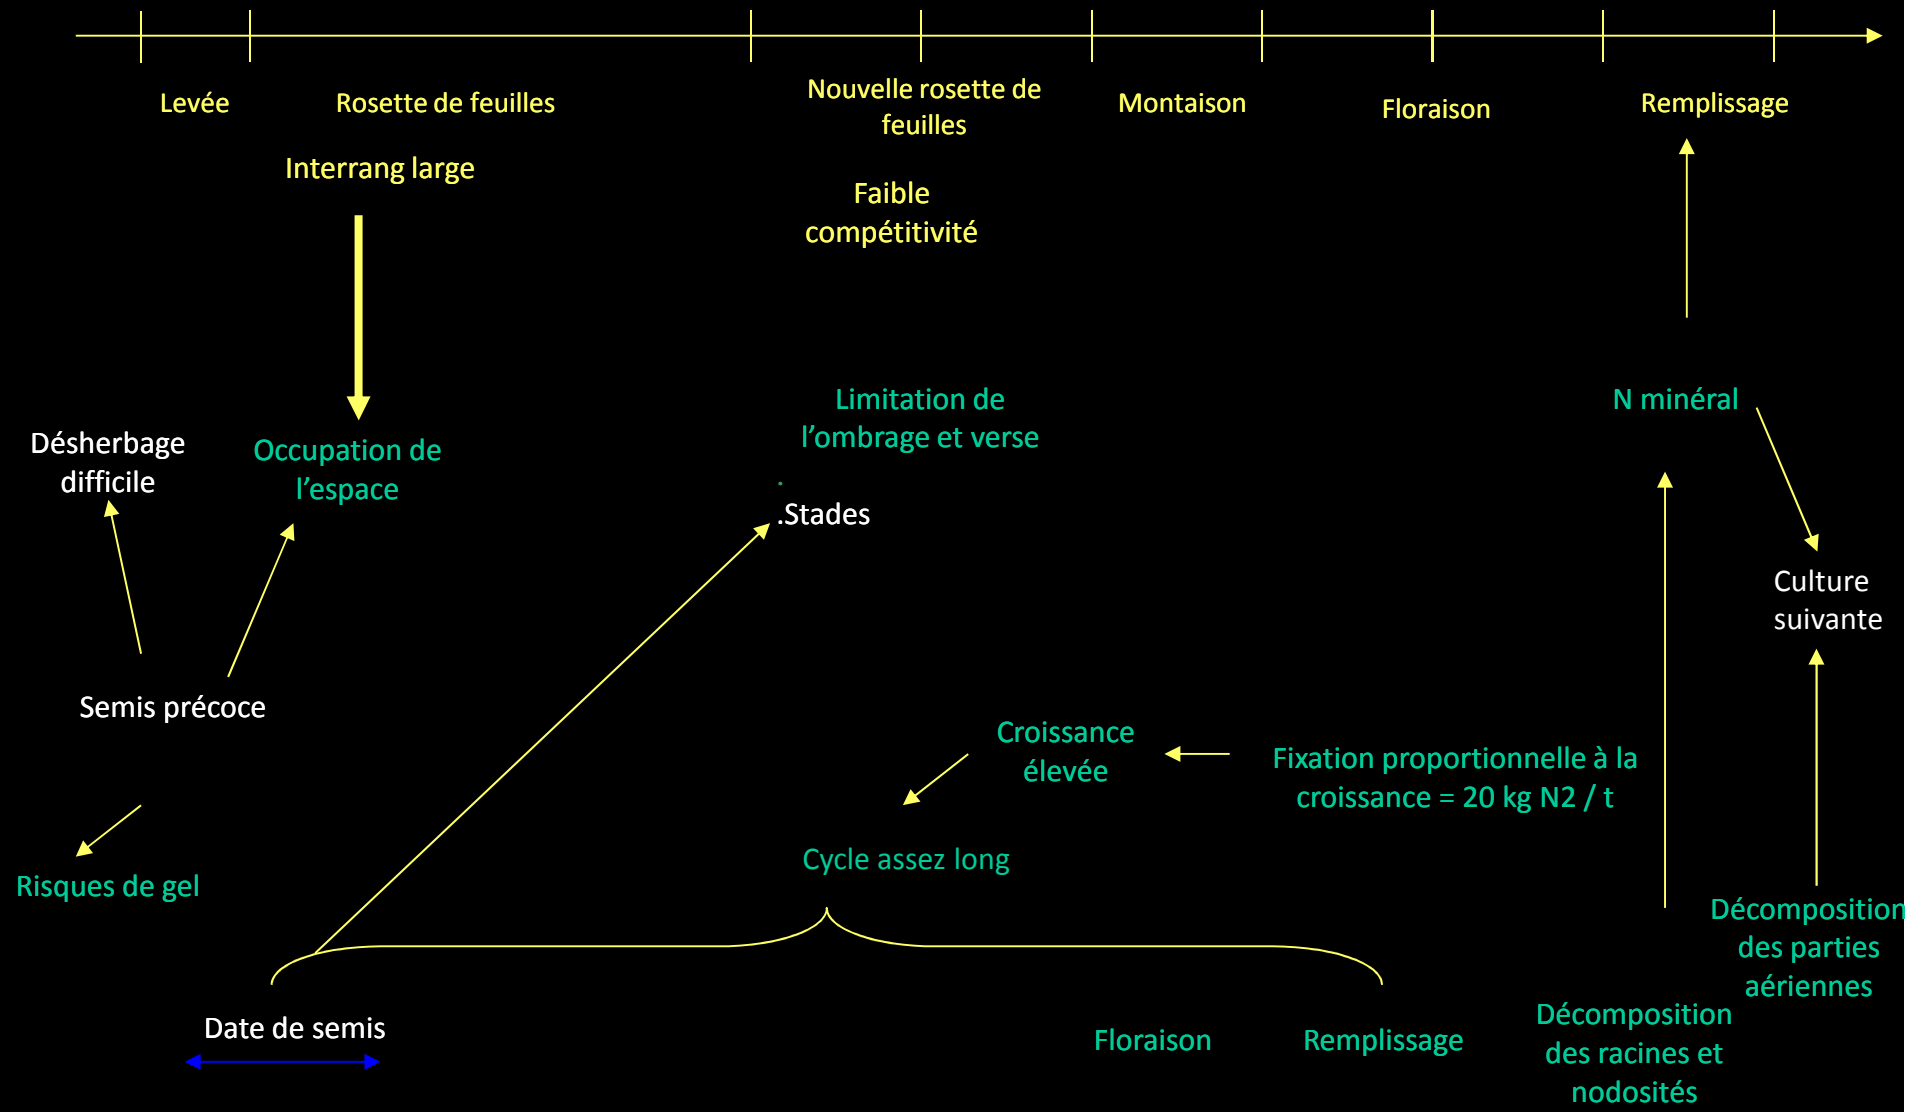 Levée
Rosette de feuilles
Nouvelle rosette de
feuilles
Montaison
Floraison
Remplissage
Interrang large
Faible
compétitivité
Limitation de
l’ombrage et verse
.
.Stades
N minéral
Désherbage
difficile
Occupation de
l’espace
Culture
suivante
Semis précoce
Croissance
élevée
Fixation proportionnelle à la
croissance = 20 kg N2 / t
Cycle assez long
Risques de gel
Décomposition
des parties
aériennes
Date de semis
Floraison
Remplissage
Décomposition
des racines et
nodosités